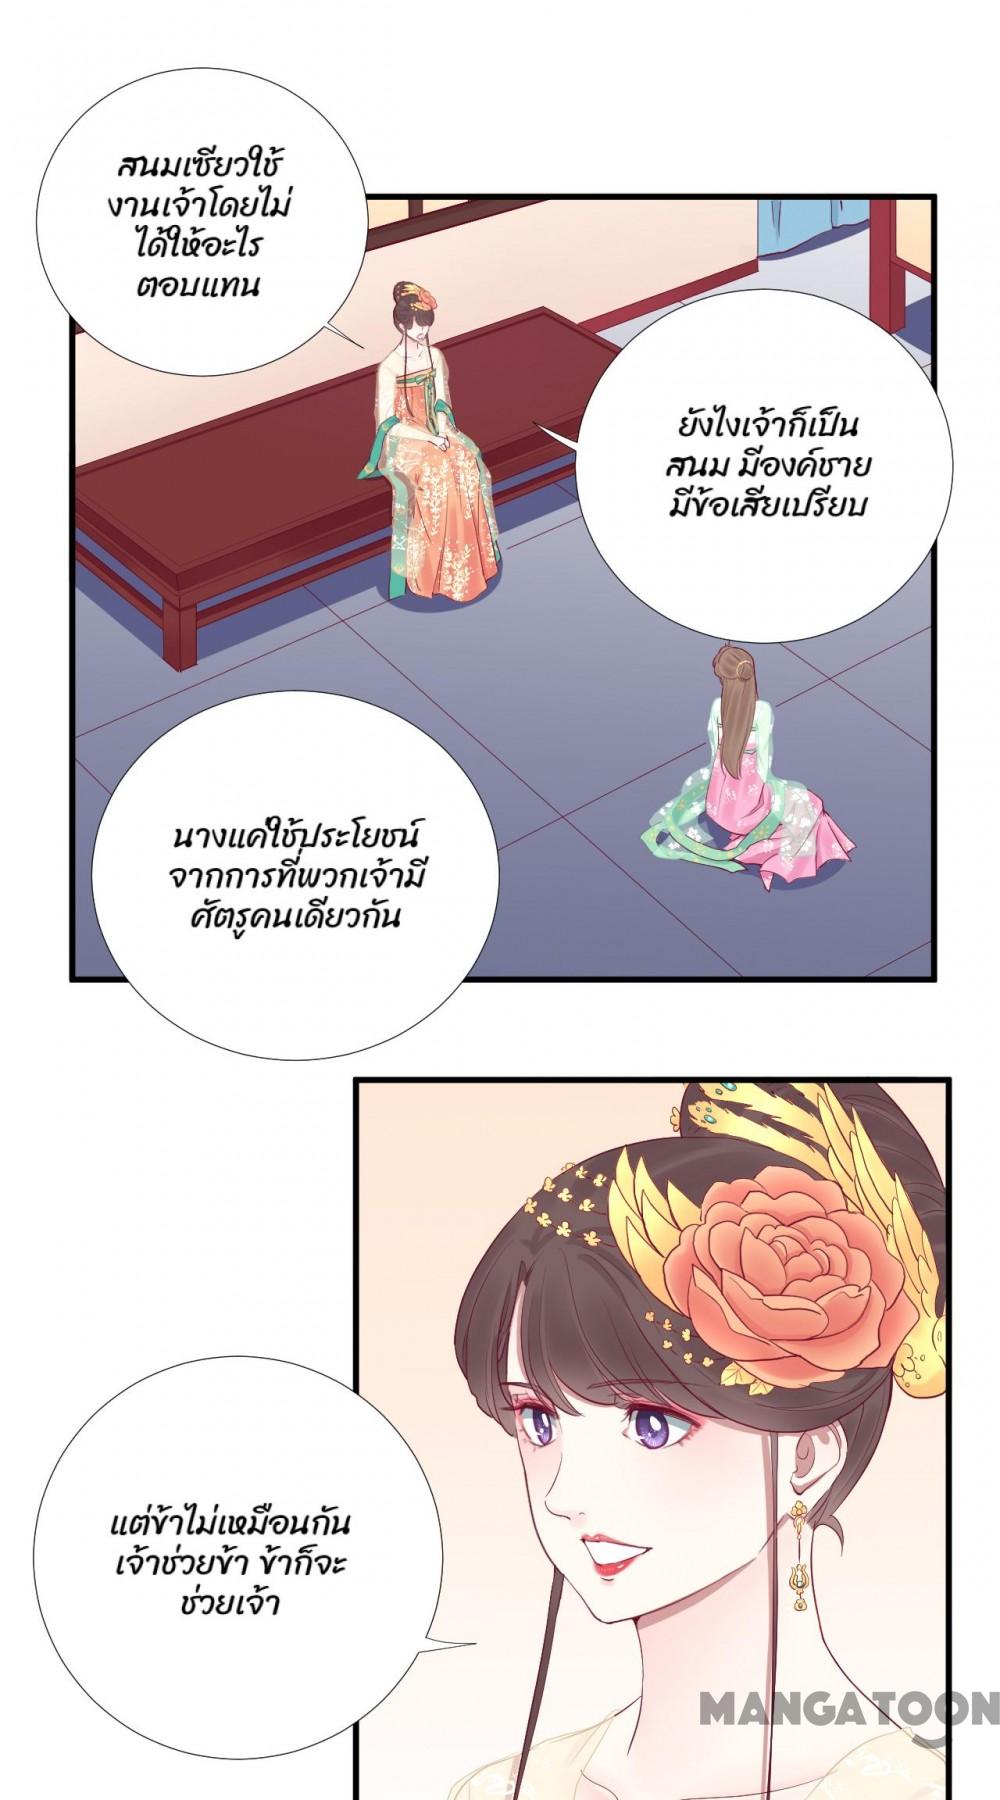 สนมเซียวใช้
งานเจ้าโดยไม่
ได้ให้อะไร
ตอบแทน
ยังไงเจ้าก็เป็น
สนม มีองค์ชาย
มีข้อเสียเปรียบ
นางแค่ใช้ประโยชน์
จากการที่พวกเจ้ามี
ศัตรูคนเดียวกัน
แต่ข้าไม่เหมือนกัน
เจ้าช่วยข้า ข้าก็จะ
ช่วยเจ้า
MANGATOON